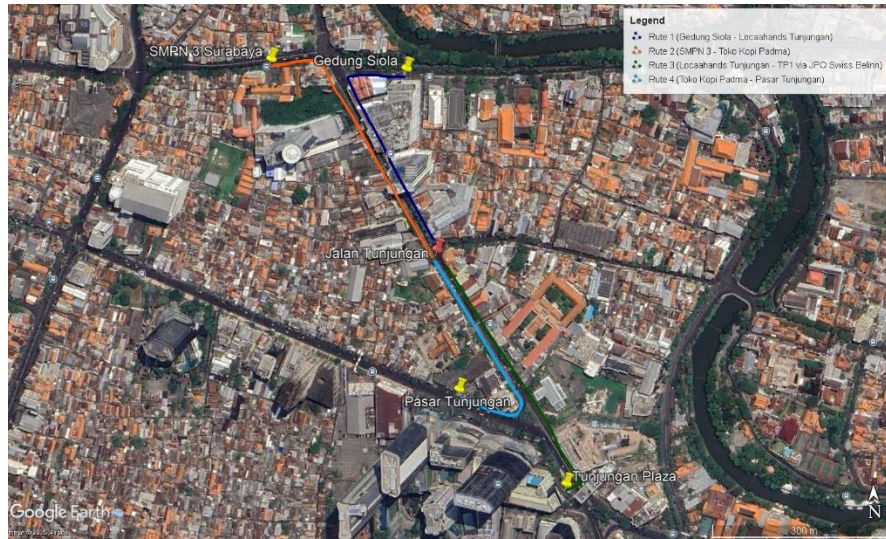 Legend
Rute 1 (Gedung Siola - Locaahands Tunjungan)
Rute 2 (SMPN 3 - Toko Kopi Padma)
Rute 3 (Locaahands Tunjungan - TP1 via JPO Swiss Belinn)
Rute 4 (Toko Kopi Padma - Pasar Tunjungan)
SMPN 3 Surabaya
Gedung Siola
Jalan Tunjungan
Pasar Tunjungan
Tunjungan Plaza
Google Earth
N
300 m